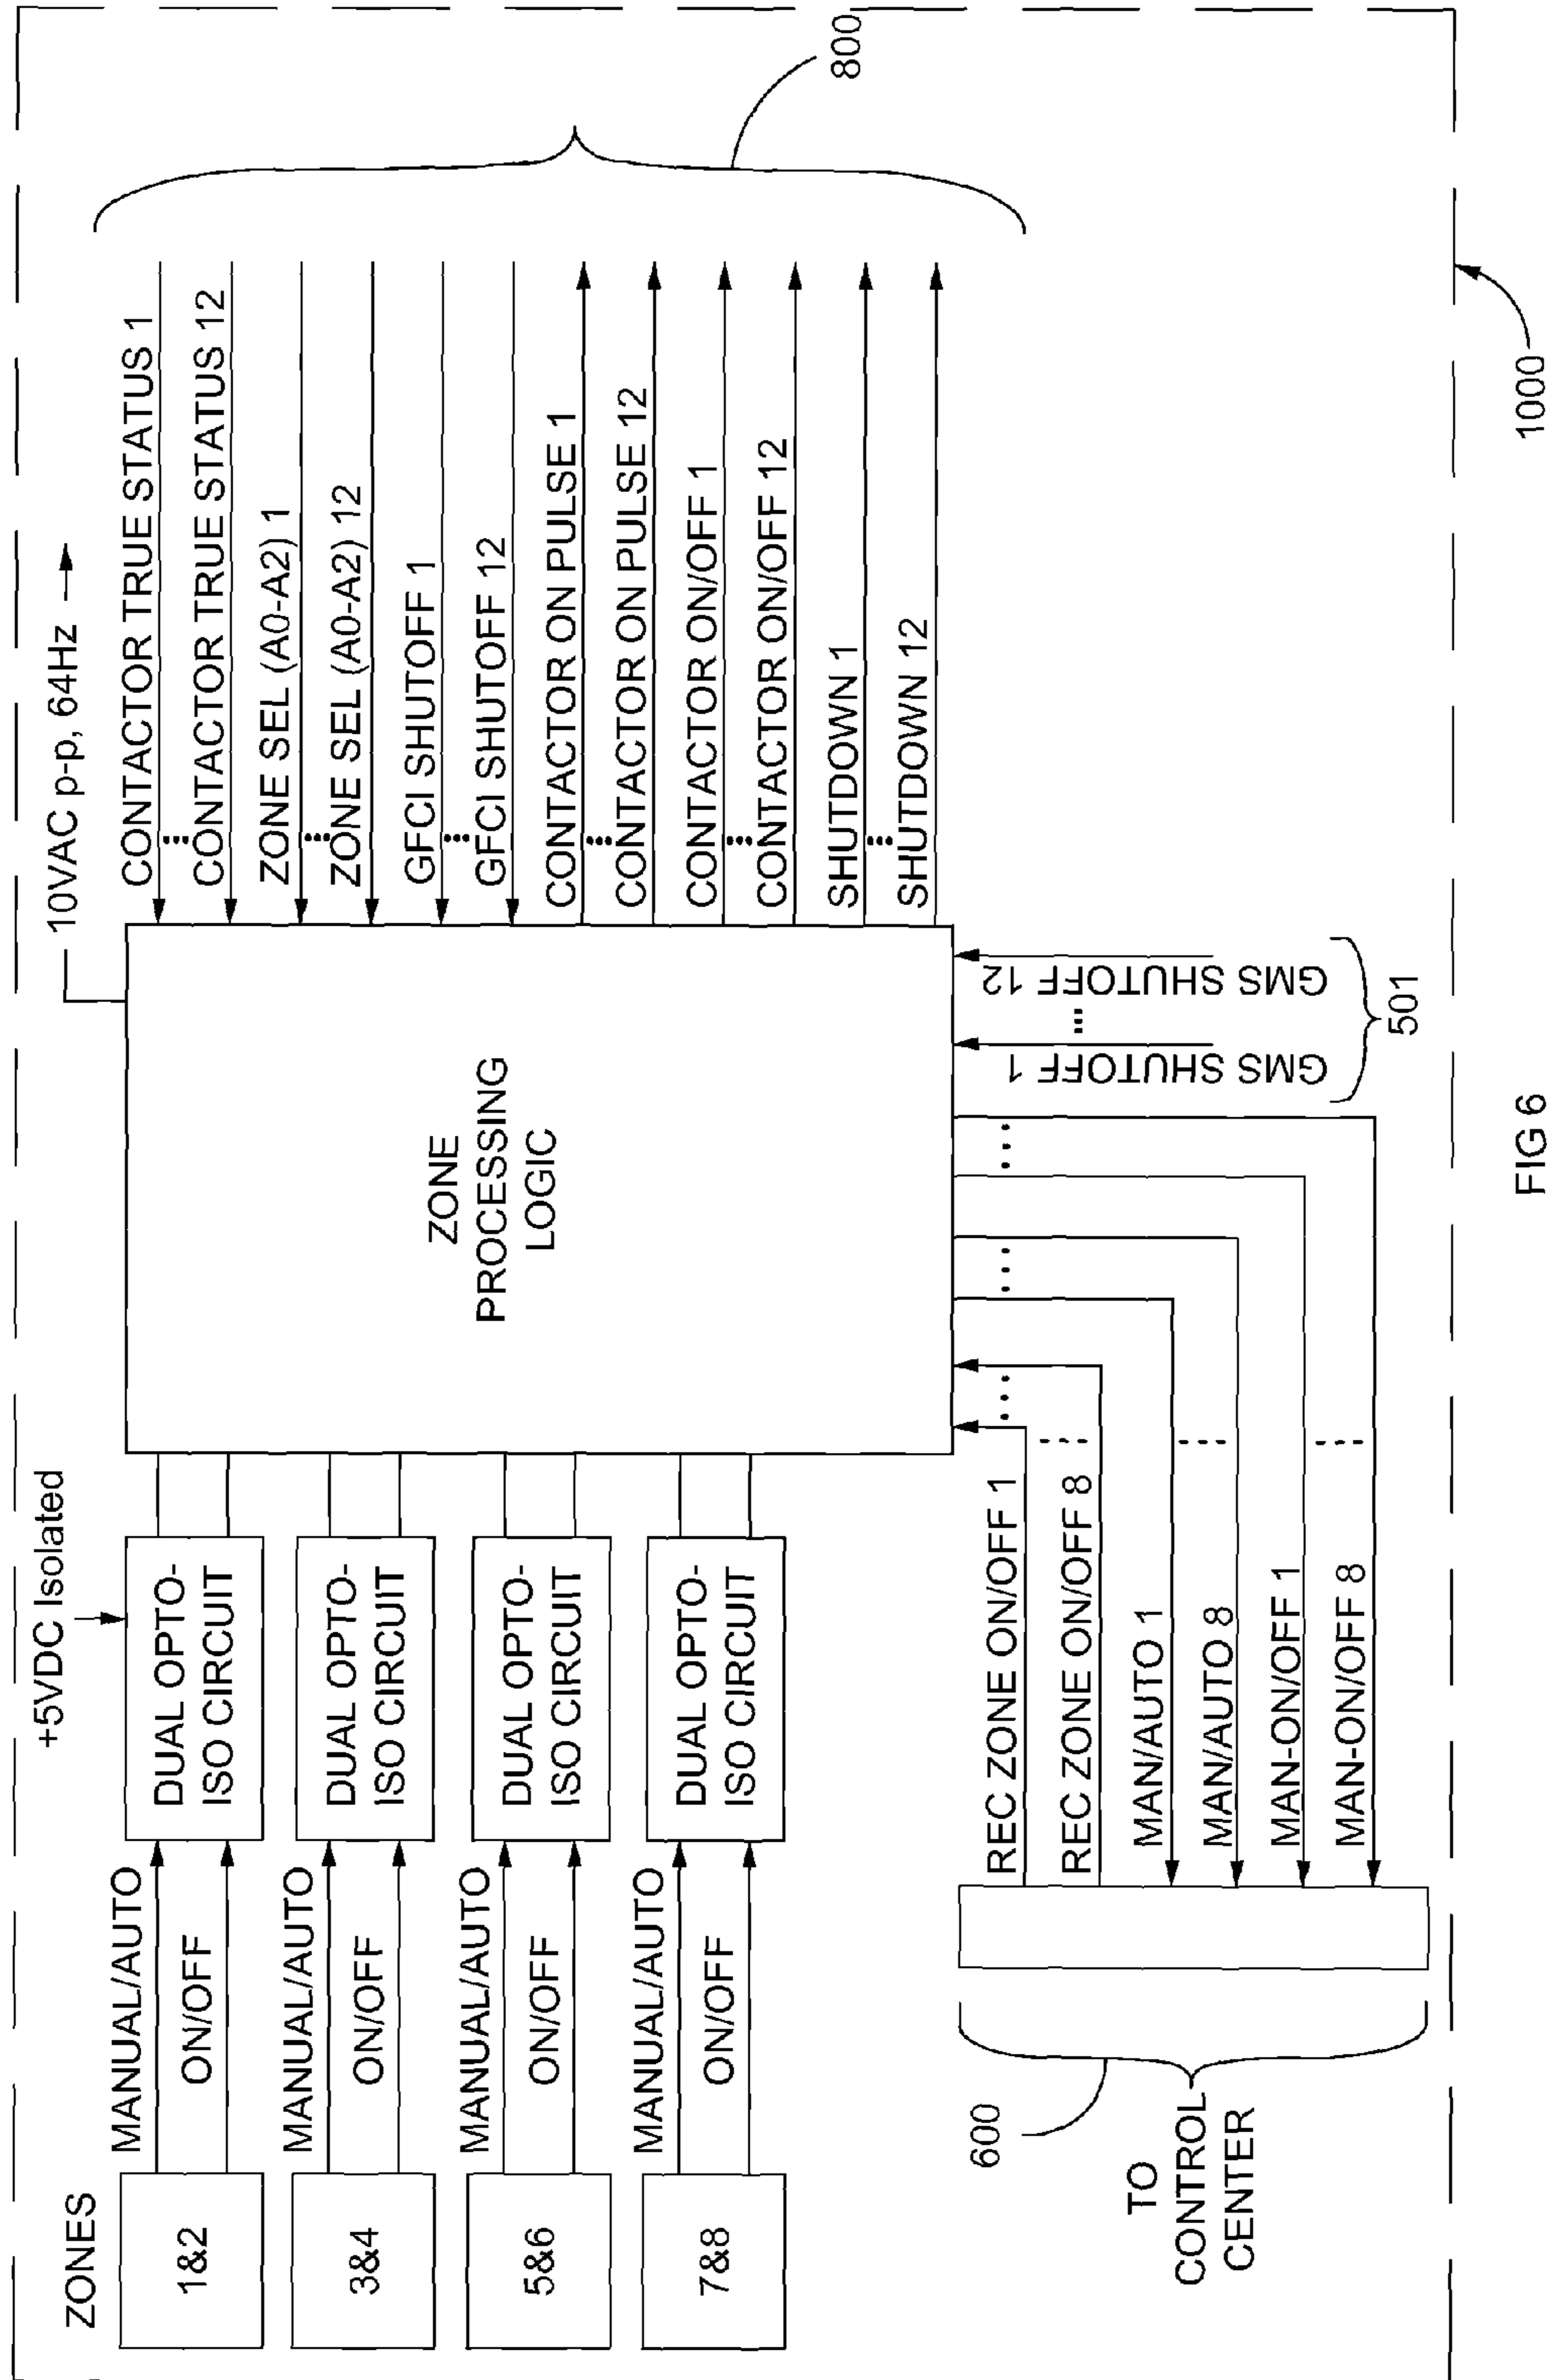 ZONES
1&2
3&4
5&6
7&8
MANUAL/AUTO
ON/OFF
MANUAL/AUTO
ON/OFF
MANUAL/AUTO
ON/OFF
MANUAL/AUTO
ON/OFF
+5VDC Isolated
DUAL OPTO-
ISO CIRCUIT
DUAL OPTO-
ISO CIRCUIT
DUAL OPTO-
ISO CIRCUIT
DUAL OPTO-
ISO CIRCUIT
ZONE
PROCESSING
LOGIC
10VAC p-p, 64Hz
CONTACTOR TRUE STATUS 1
CONTACTOR TRUE STATUS 12
ZONE SEL (A0-A2) 1
ZONE SEL (A0-A2) 12
GFCI SHUTOFF 1
GFCI SHUTOFF 12
CONTACTOR ON PULSE 1
CONTACTOR ON PULSE 12
CONTACTOR ON/OFF 1
CONTACTOR ON/OFF 12
SHUTDOWN 1
SHUTDOWN 12
800
REC ZONE ON/OFF 1
REC ZONE ON/OFF 8
MAN/AUTO 1
MAN/AUTO 8
MAN-ON/OFF 1
MAN-ON/OFF 8
600
TO
CONTROL
CENTER
GMS SHUTOFF 1
GMS SHUTOFF 12
501
1000
FIG 6